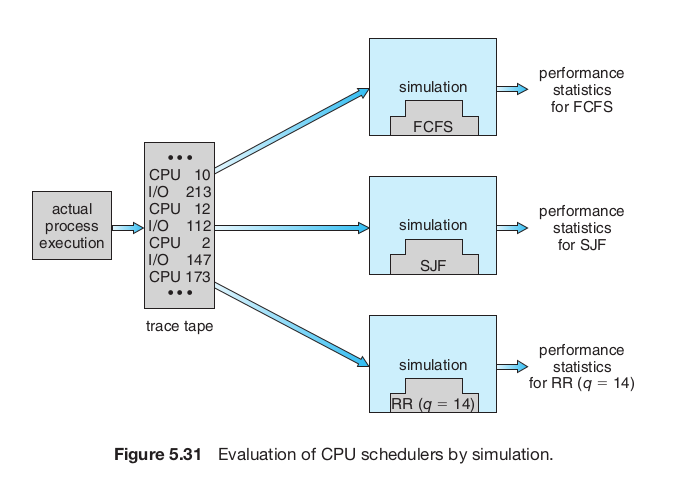 actual
process
execution
• • •
CPU 10
I/O 213
CPU 12
I/O 112
CPU 2
I/O 147
CPU 173
• • •
trace tape
simulation
FCFS
performance
statistics
for FCFS
simulation
SJF
performance
statistics
for SJF
simulation
RR (q = 14)
performance
statistics
for RR (q = 14)
Figure 5.31 Evaluation of CPU schedulers by simulation.